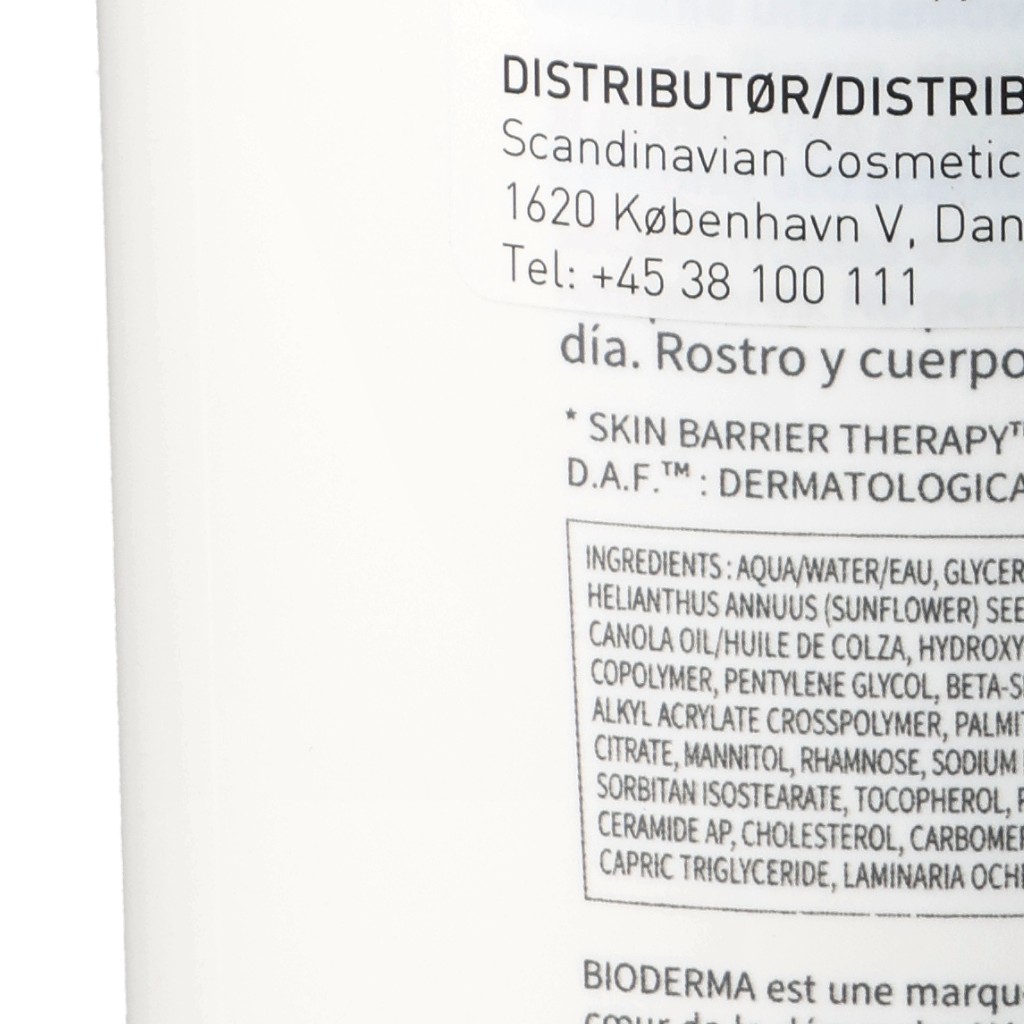 DISTRIBUTØR/DISTRIB
Scandinavian Cosmetic
1620 København V, Dan
Tel: +45 38 100 111
día. Rostro y cuerpo
* SKIN BARRIER THERAPY™
D.A.F.™ : DERMATOLOGICA
INGREDIENTS : AQUA/WATER/EAU, GLYCER
HELIANTHUS ANNUUS (SUNFLOWER) SEE
CANOLA OIL/HUILE DE COLZA, HYDROXY
COPOLYMER, PENTYLENE GLYCOL, BETA-S
ALKYL ACRYLATE CROSSPOLYMER, PALMI
CITRATE, MANNITOL, RHAMNOSE, SODIUM
SORBITAN ISOSTEARATE, TOCOPHEROL,
CERAMIDE AP, CHOLESTEROL, CARBOMER
CAPRIC TRIGLYCERIDE, LAMINARIA OCH
BIODERMA est une marqu